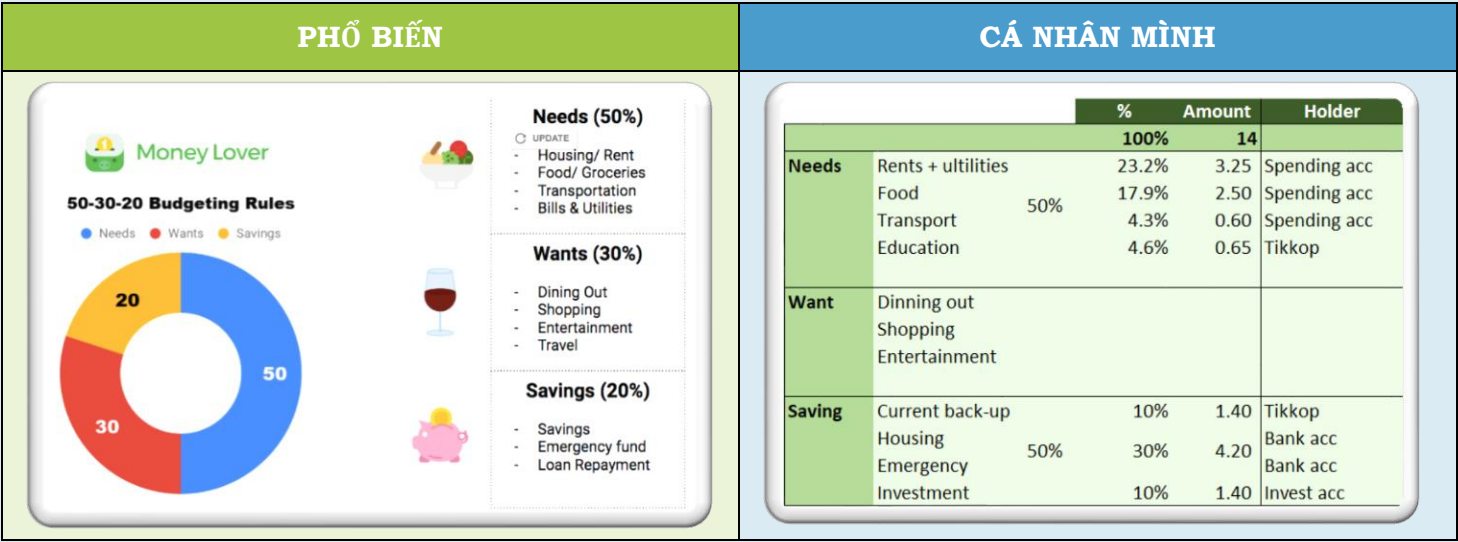 PHỔ BIẾN
CÁ NHÂN MÌNH
Money Lover
50-30-20 Budgeting Rules
Needs Wants Savings
20
50
30
Needs (50%)
UPDATE
- Housing/ Rent
- Food/ Groceries
- Transportation
- Bills & Utilities
Wants (30%)
- Dining Out
- Shopping
- Entertainment
- Travel
Savings (20%)
- Savings
- Emergency fund
- Loan Repayment
% Amount Holder
100% 14
Needs Rents + ultilities 23.2% 3.25 Spending acc
Food 17.9% 2.50 Spending acc
50%
Transport 4.3% 0.60 Spending acc
Education 4.6% 0.65 Tikkop
Want Dinning out
Shopping
Entertainment
Saving Current back-up 10% 1.40 Tikkop
Housing Bank acc
50% 30% 4.20
Emergency Bank acc
Investment 10% 1.40 Invest acc